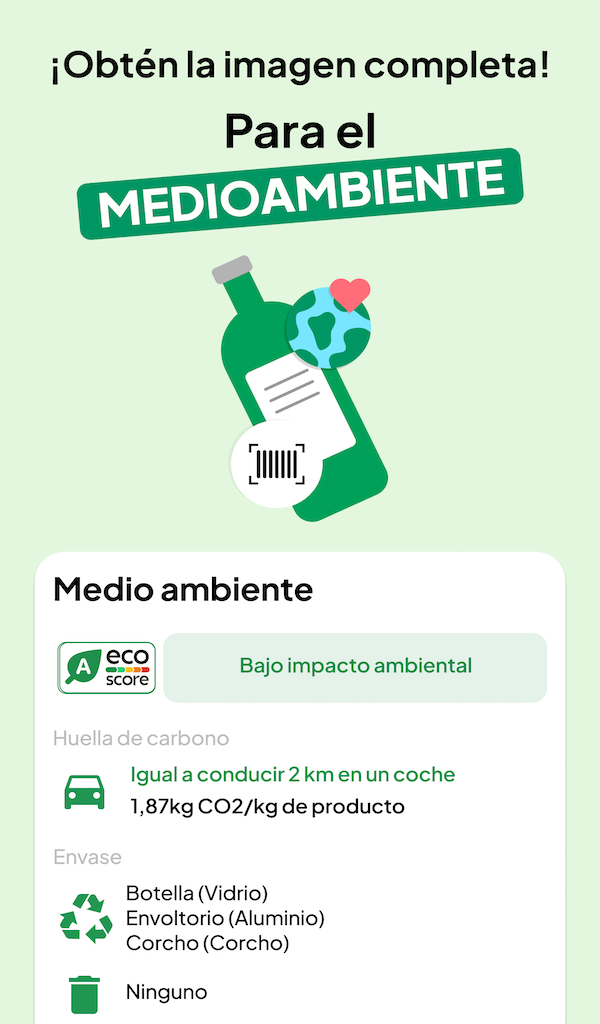 ¡Obtén la imagen completa!
Para el
MEDIOAMBIENTE
Medio ambiente
A eco score
Bajo impacto ambiental
Huella de carbono
Igual a conducir 2 km en un coche
1,87kg CO2/kg de producto
Envase
Botella (Vidrio)
Envoltorio (Aluminio)
Corcho (Corcho)
Ninguno